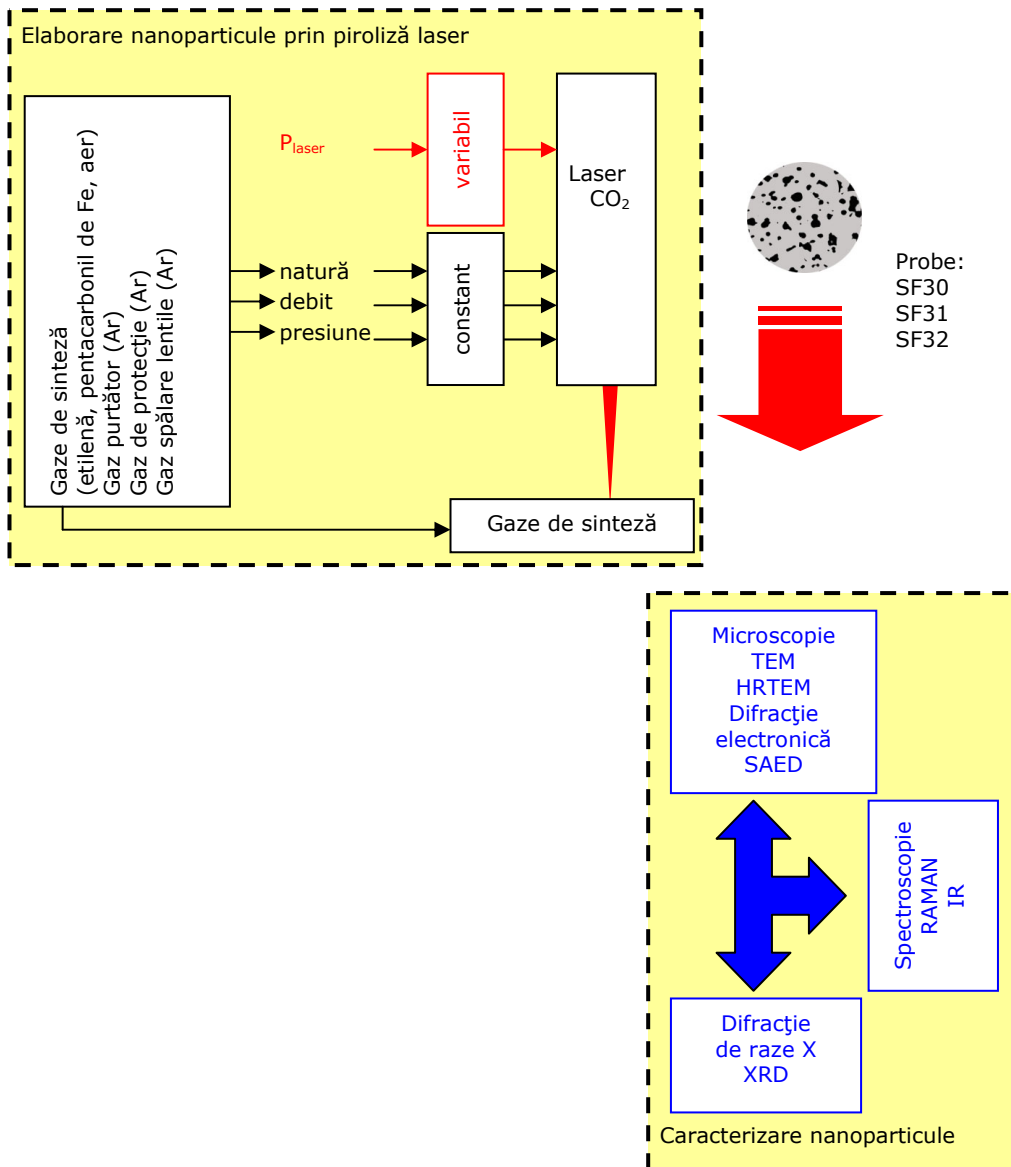 Elaborare nanoparticule prin piroliză laser
Gaze de sinteză
(etilenă, pentacarbonil de Fe, aer)
Gaz purtător (Ar)
Gaz de protecţie (Ar)
Gaz spălare lentile (Ar)
Plaser
variabil
natură
debit
presiune
constant
Laser
CO2
Gaze de sinteză
Probe:
SF30
SF31
SF32
Microscopie
TEM
HRTEM
Difracţie
electronică
SAED
Spectroscopie
RAMAN
IR
Difracţie
de raze X
XRD
Caracterizare nanoparticule